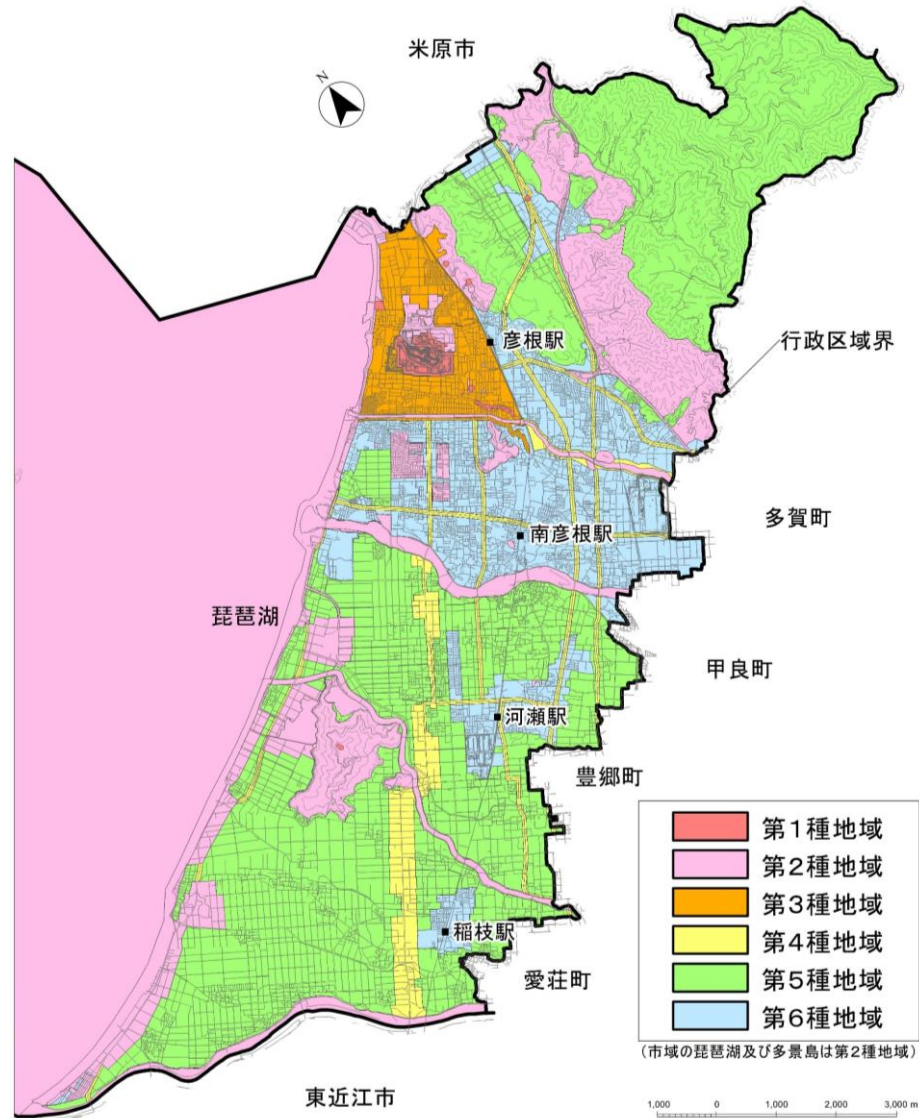 米原市
N
彦根駅
行政区域界
多賀町
南彦根駅
琵琶湖
甲良町
河瀬駅
豊郷町
第1種地域
第2種地域
第3種地域
第4種地域
第5種地域
第6種地域
稲枝駅
愛荘町
(市域の琵琶湖及び多景島は第2種地域)
東近江市
1,000 0 1,000 2,000 3,000 m